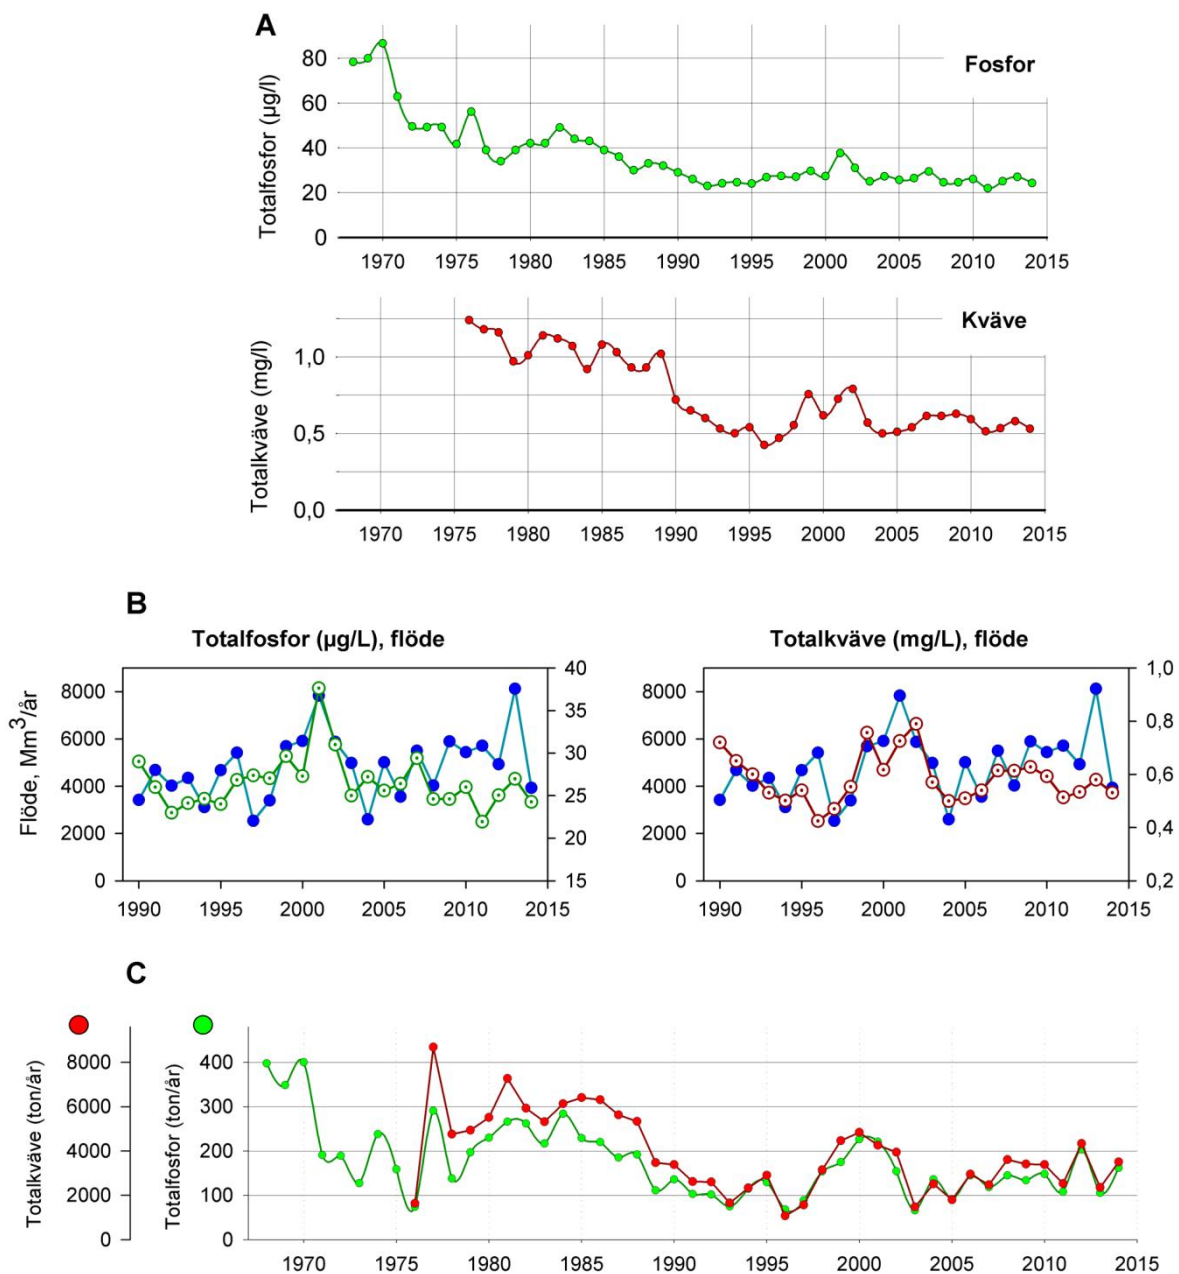 A
Fosfor
Totalfosfor (µg/l)
80
60
40
20
0
1970 1975 1980 1985 1990 1995 2000 2005 2010 2015
Kväve
Totalkväve (mg/l)
1,0
0,5
0,0
1970 1975 1980 1985 1990 1995 2000 2005 2010 2015
B
Totalfosfor (µg/L), flöde
Flöde, Mm³/år
8000
6000
4000
2000
0
40
35
30
25
20
15
1990 1995 2000 2005 2010 2015
Totalkväve (mg/L), flöde
8000
6000
4000
2000
0
1,0
0,8
0,6
0,4
0,2
1990 1995 2000 2005 2010 2015
C
Totalkväve (ton/år)
8000
6000
4000
2000
0
Totalfosfor (ton/år)
400
300
200
100
0
1970 1975 1980 1985 1990 1995 2000 2005 2010 2015